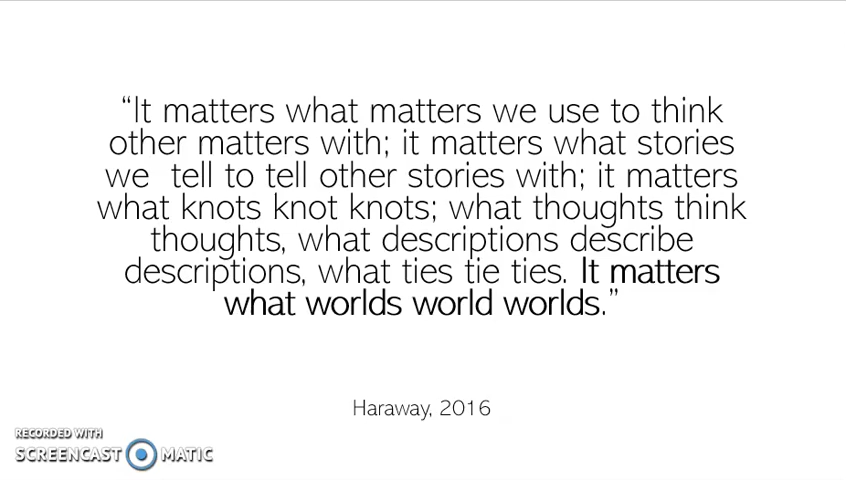 “It matters what matters we use to think
other matters with; it matters what stories
we  tell to tell other stories with; it matters
what knots knot knots; what thoughts think
thoughts, what descriptions describe
descriptions, what ties tie ties. It matters
what worlds world worlds.”
Haraway, 2016
RECORDED WITH
SCREENCAST MATIC